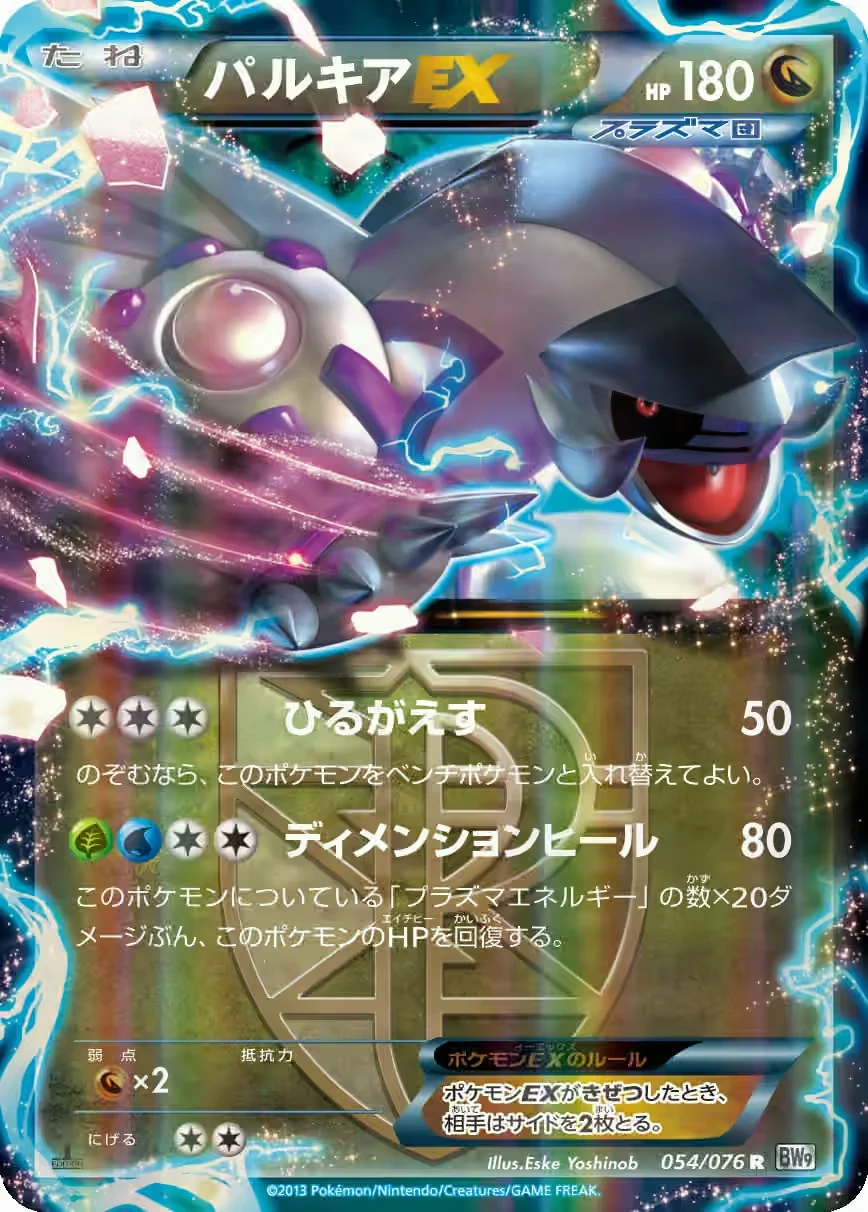 たね
パルキアEX
HP 180
プラズマ団
ひるがえす 50
のぞむなら、このポケモンをベンチポケモンと入れ替えてよい。
ディメンションヒール 80
このポケモンについている「プラズマエネルギー」の数×20ダ
メージぶん、このポケモンのHPを回復する。
弱点 抵抗力
×2
にげる
ポケモンEXのルール
ポケモンEXがきぜつしたとき、
相手はサイドを2枚とる。
1 EDITION
illus.Eske Yoshinob 054/076 R BW9
©2013 Pokémon/Nintendo/Creatures/GAME FREAK.